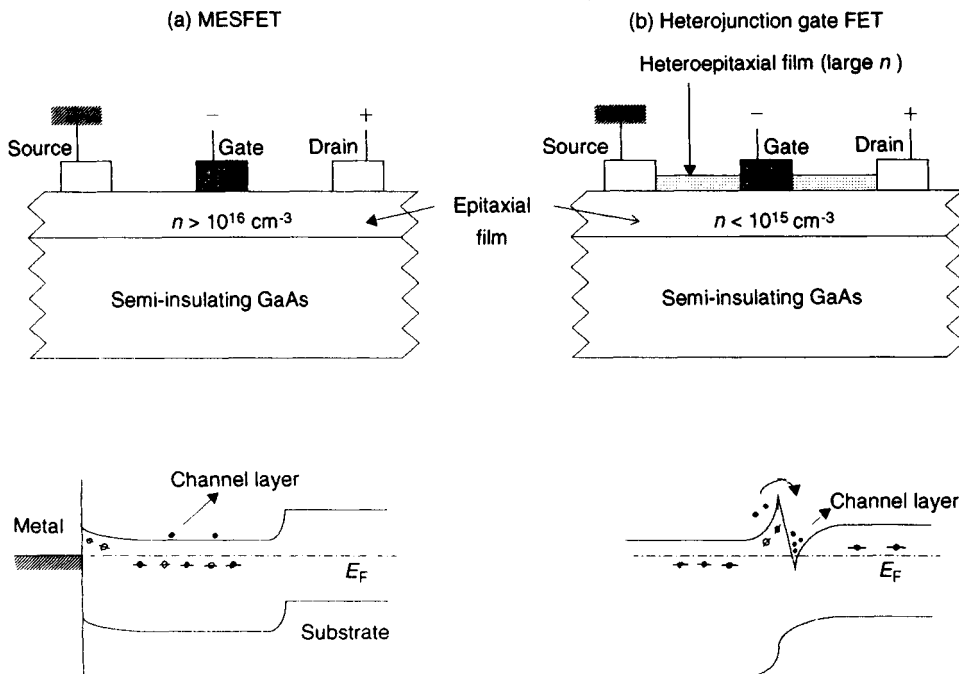 (a) MESFET
(b) Heterojunction gate FET
Heteroepitaxial film (large n )
Source
−
Gate
+
Drain
Source
−
Gate
+
Drain
n > 10¹⁶ cm-³
Epitaxial
film
n < 10¹⁵ cm-³
Semi-insulating GaAs
Semi-insulating GaAs
Channel layer
Metal
E_F
Substrate
Channel layer
E_F